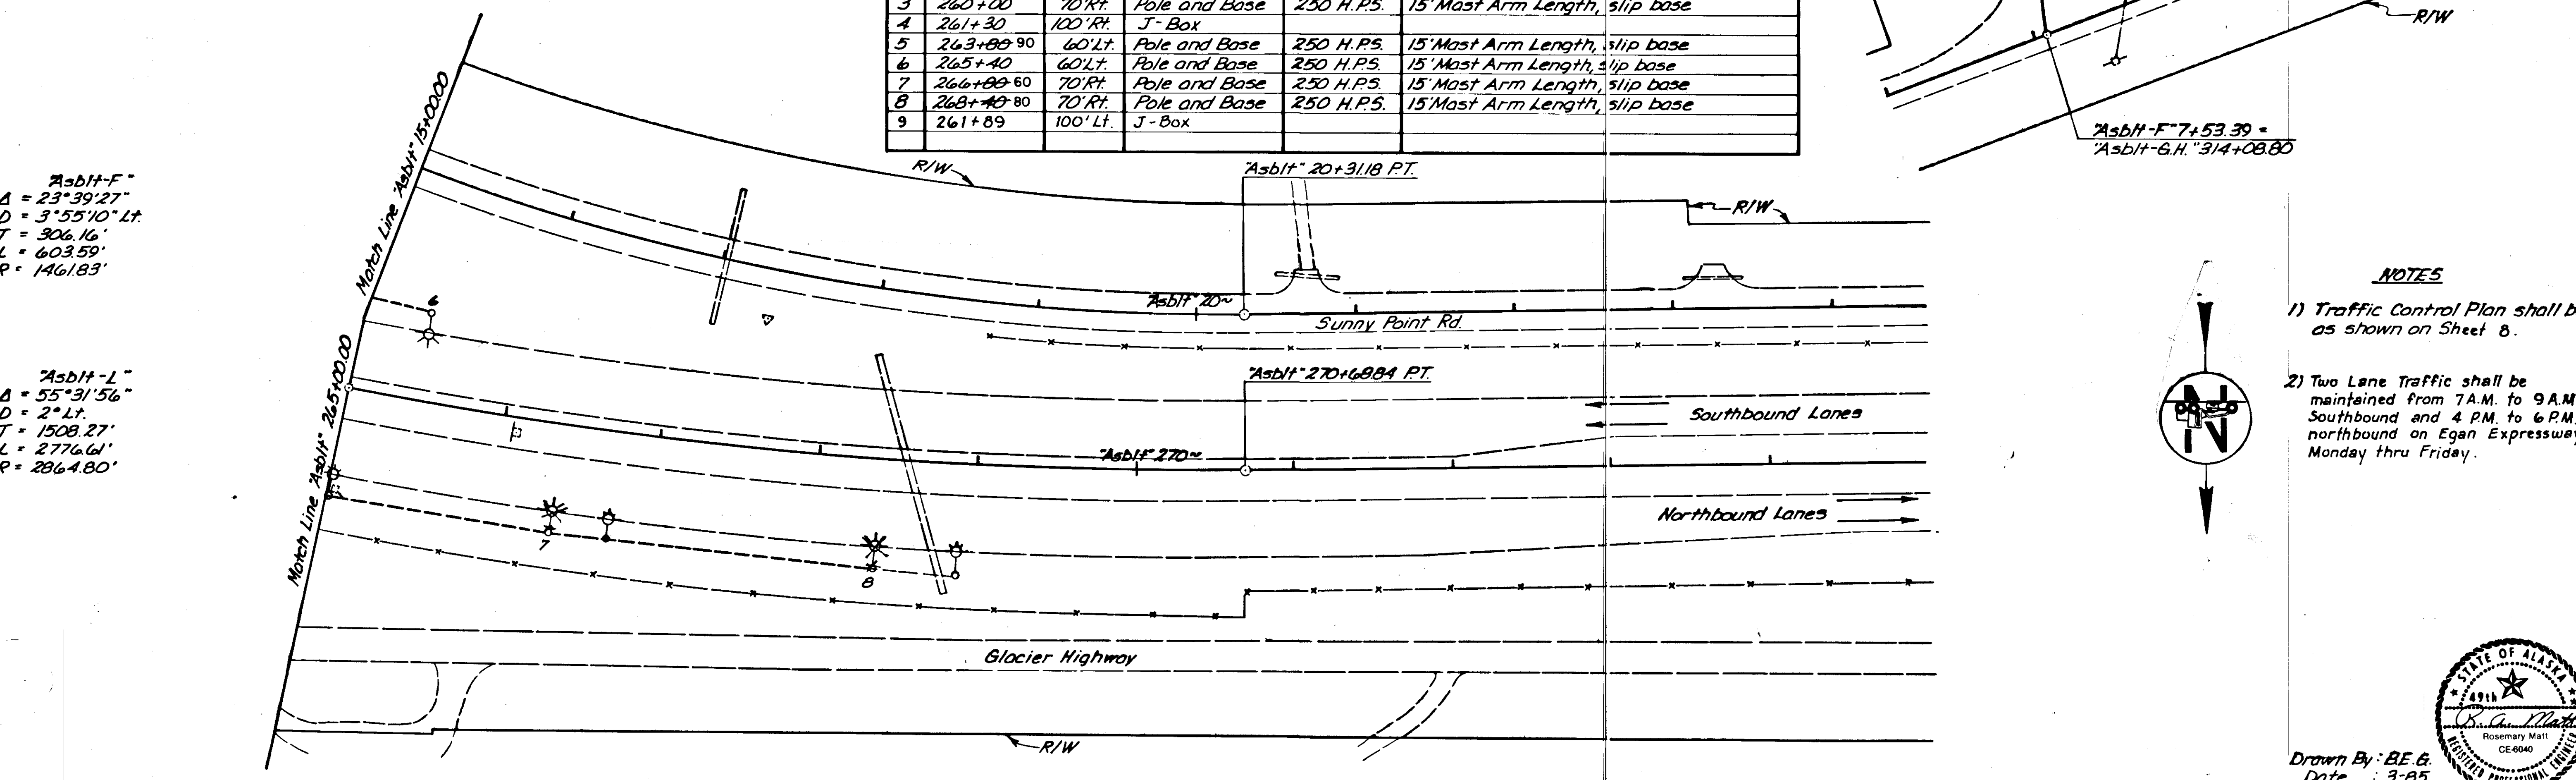 3 260+00 70'Rt. Pole and Base 250 H.P.S. 15'Mast Arm Length, slip base
4 261+30 100'Rt. J-Box
5 263+80 90 60'Lt. Pole and Base 250 H.P.S. 15'Mast Arm Length, slip base
6 265+40 60'Lt. Pole and Base 250 H.P.S. 15'Mast Arm Length, slip base
7 266+80 60 70'Rt. Pole and Base 250 H.P.S. 15'Mast Arm Length, slip base
8 268+40 80 70'Rt. Pole and Base 250 H.P.S. 15'Mast Arm Length, slip base
9 261+89 100'Lt. J-Box
R/W
"Asblt-F" 7+53.39 =
"Asblt-G.H." 314+08.80
"Asblt-F"
Δ = 23°39'27"
D = 3°55'10" Lt.
T = 306.16'
L = 603.59'
R = 1461.83'
Match Line "Asblt" 15+00.00
R/W
"Asblt" 20+31.18 P.T.
R/W
6
"Asblt" 20
Sunny Point Rd.
"Asblt-L"
Δ = 55°31'56"
D = 2° Lt.
T = 1508.27'
L = 2776.61'
R = 2864.80'
Match Line "Asblt" 265+00.00
"Asblt" 270+68.84 P.T.
Southbound Lanes
"Asblt" 270
Northbound Lanes
7
8
Glacier Highway
R/W
N
NOTES
1) Traffic Control Plan shall b
as shown on Sheet 8.
2) Two Lane Traffic shall be
maintained from 7 A.M. to 9 A.M
Southbound and 4 P.M. to 6 P.M.
northbound on Egan Expressway
Monday thru Friday.
STATE OF ALASKA
49th
R. A. Matt
Rosemary Matt
CE-6040
REGISTERED PROFESSIONAL ENGINEER
Drawn By: B.E.G.
Date : 3-85